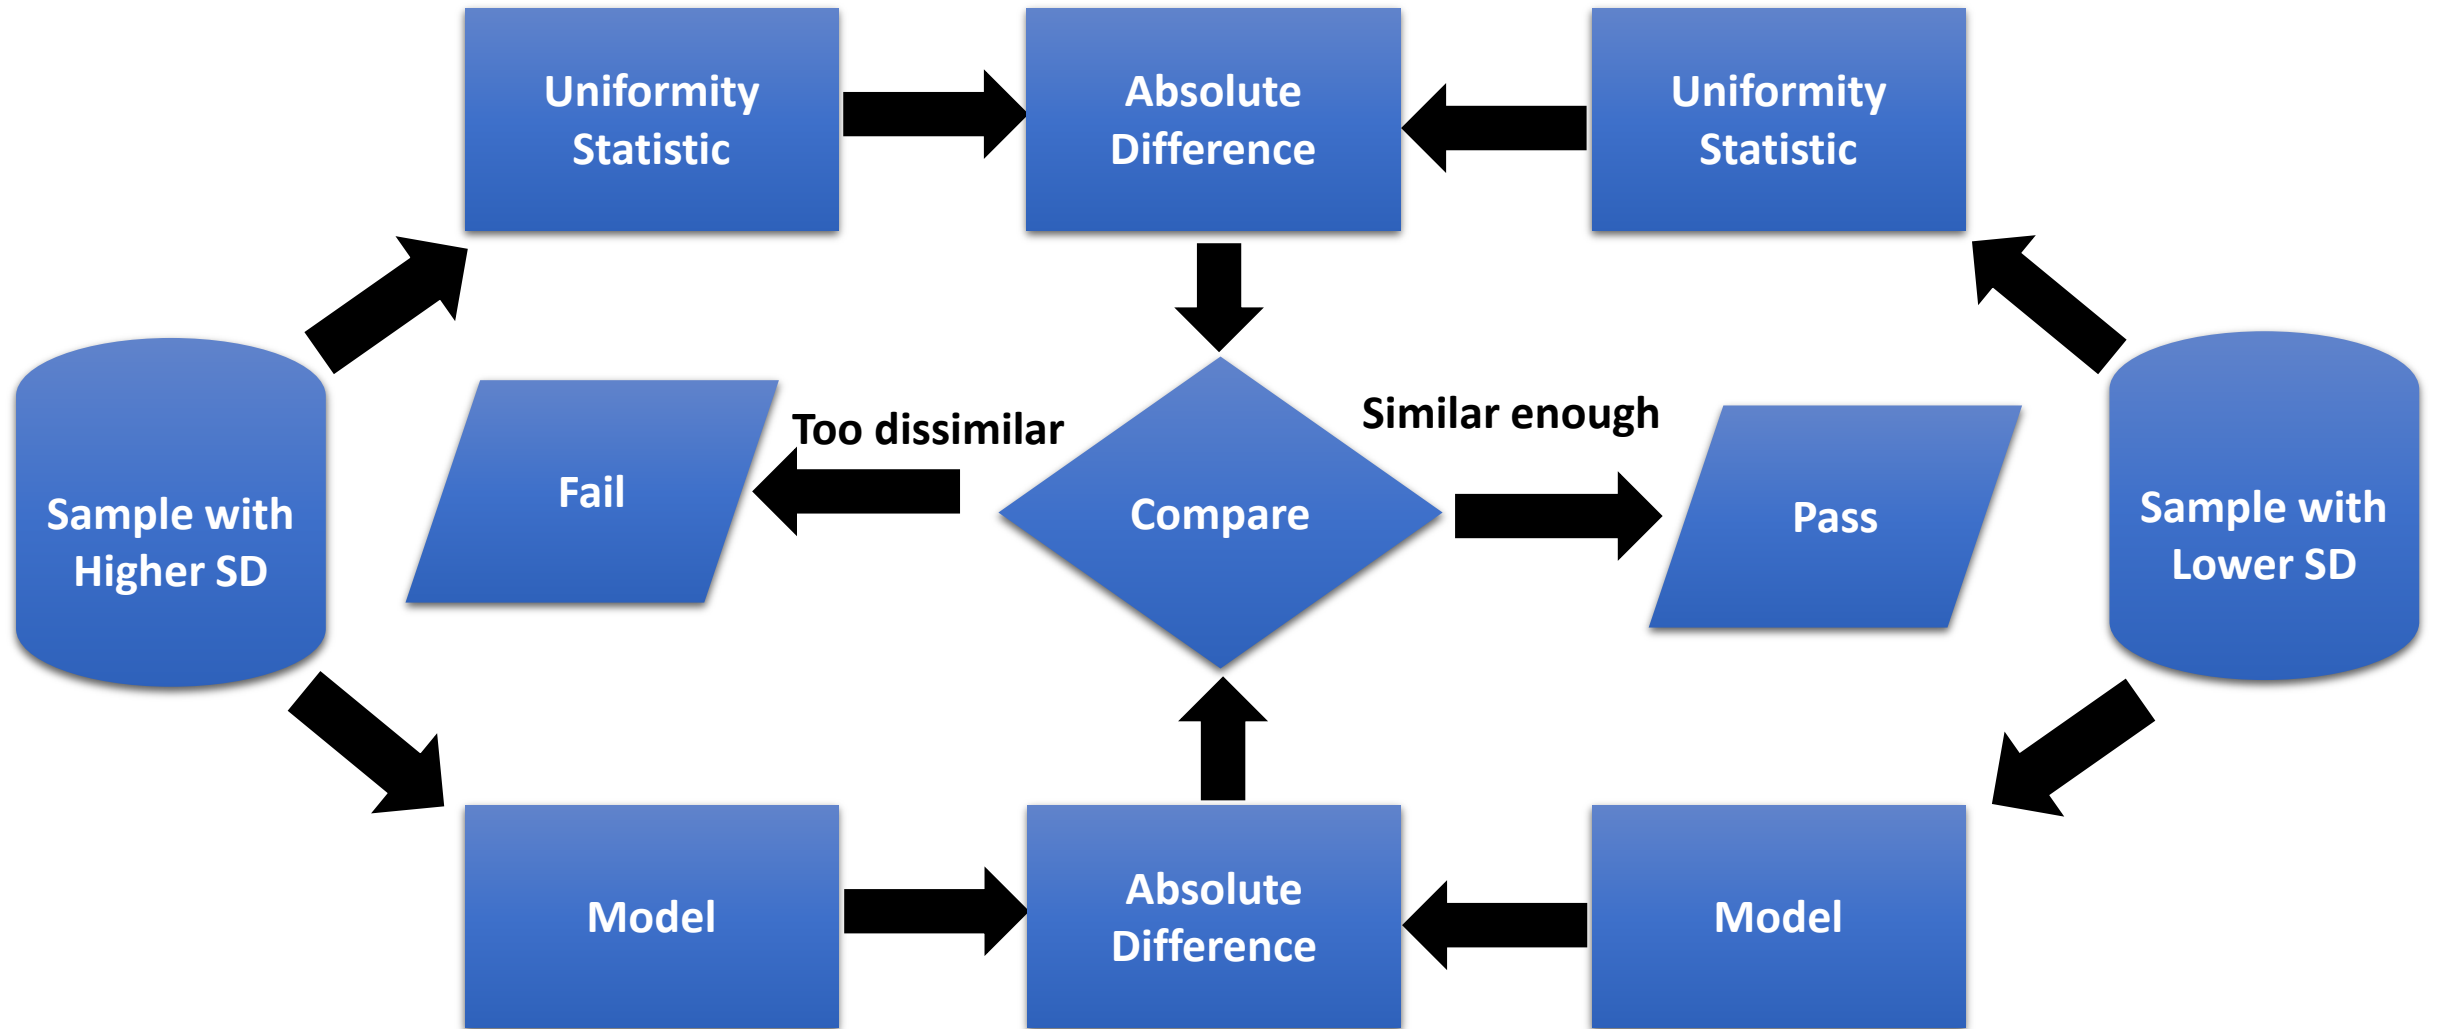 Uniformity
Statistic
Absolute
Difference
Uniformity
Statistic
Too dissimilar
Similar enough
Sample with
Higher SD
Fail
Compare
Pass
Sample with
Lower SD
Model
Absolute
Difference
Model